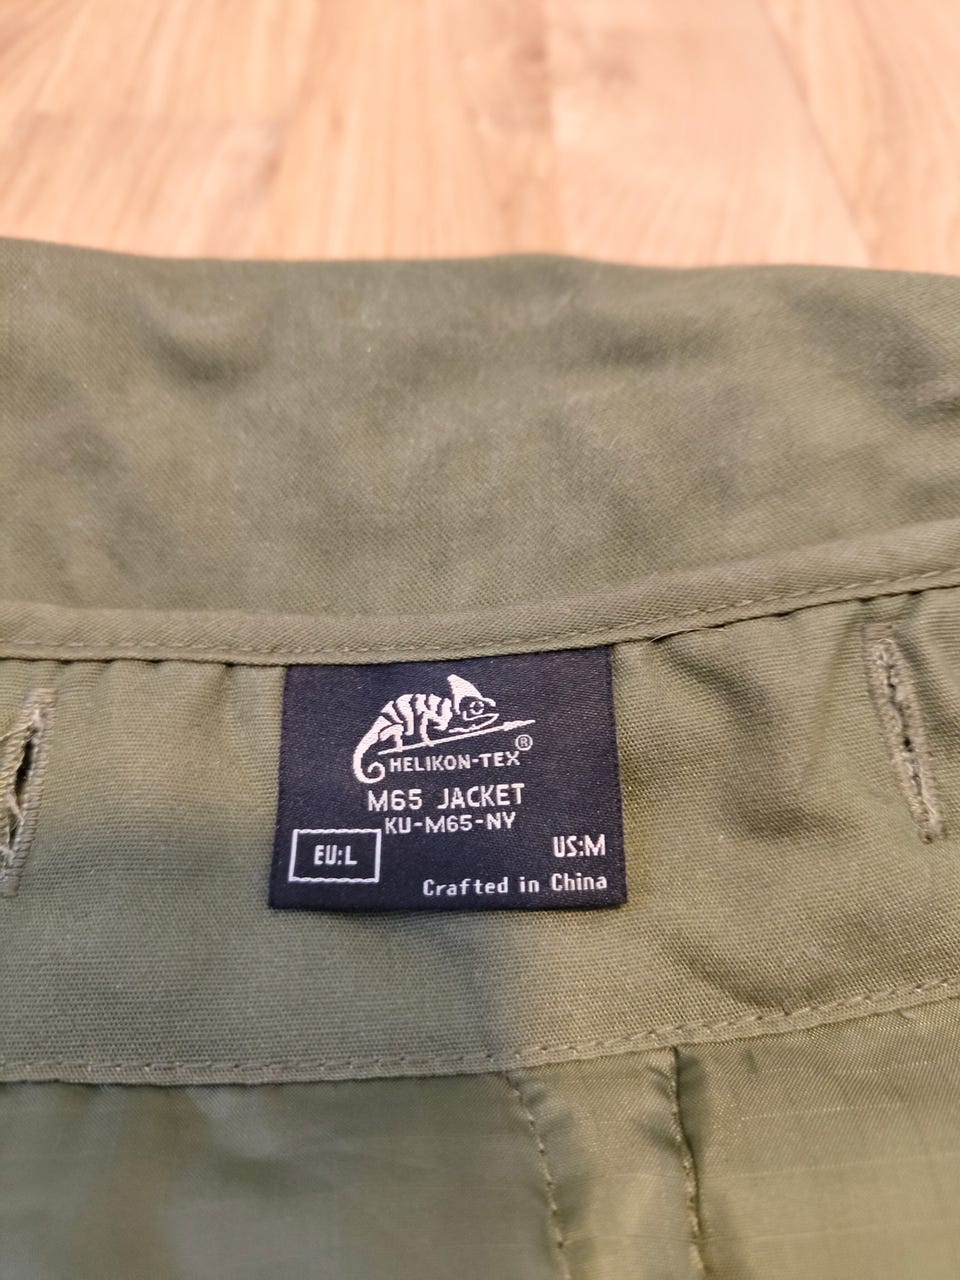 HELIKON-TEX®
M65 JACKET
KU-M65-NY
EU:L
US:M
Crafted in China